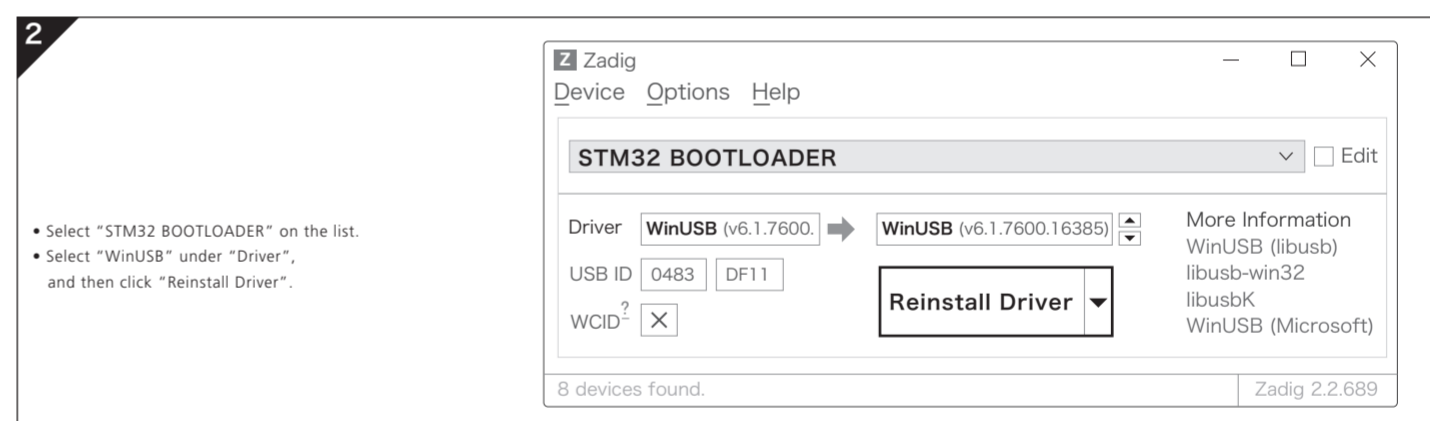 2
• Select “STM32 BOOTLOADER” on the list.
• Select “WinUSB” under “Driver”,
and then click “Reinstall Driver”.
Z Zadig
Device Options Help
STM32 BOOTLOADER Edit
Driver WinUSB (v6.1.7600. WinUSB (v6.1.7600.16385)
USB ID 0483 DF11
WCID ?
Reinstall Driver
More Information
WinUSB (libusb)
libusb-win32
libusbK
WinUSB (Microsoft)
8 devices found. Zadig 2.2.689